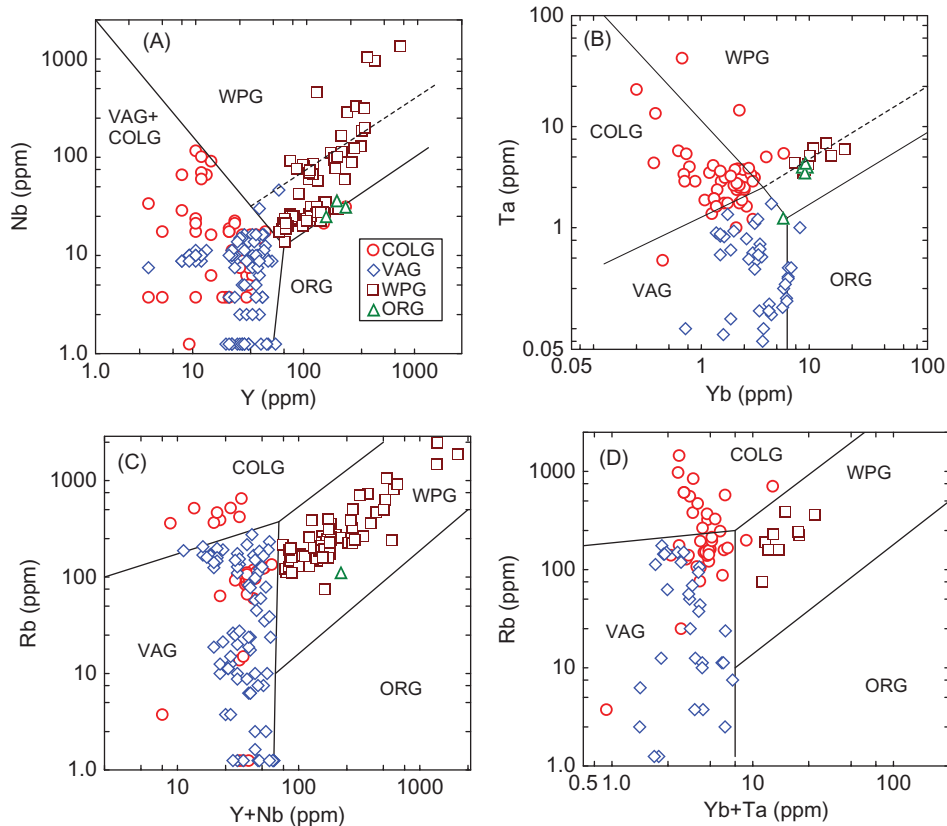 (A)
Nb (ppm)
1000
100
10
1.0
WPG
VAG+
COLG
ORG
COLG
VAG
WPG
ORG
1.0
10
100
1000
Y (ppm)
(B)
Ta (ppm)
100
10
1
0.05
WPG
COLG
VAG
ORG
0.05
1
10
100
Yb (ppm)
(C)
Rb (ppm)
1000
100
10
1.0
COLG
WPG
VAG
ORG
10
100
1000
Y+Nb (ppm)
(D)
Rb (ppm)
1000
100
10
1.0
COLG
WPG
VAG
ORG
0.5 1.0
10
100
Yb+Ta (ppm)